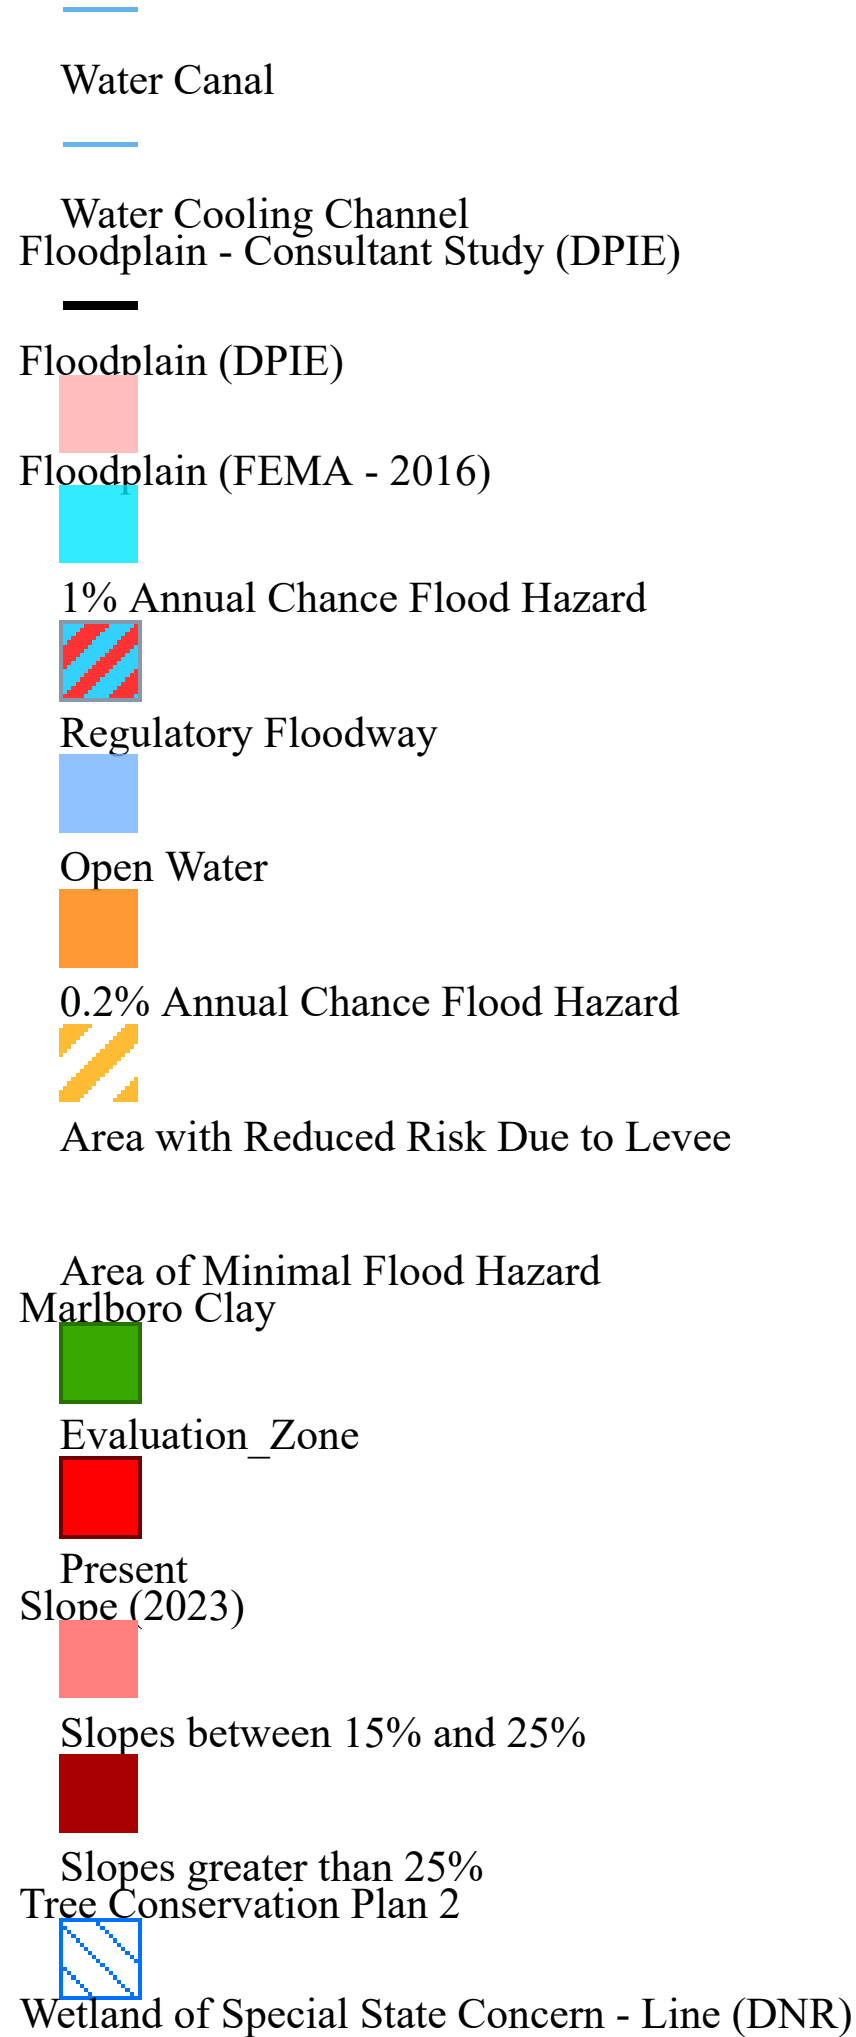 Water Canal
Water Cooling Channel
Floodplain - Consultant Study (DPIE)
Floodplain (DPIE)
Floodplain (FEMA - 2016)
1% Annual Chance Flood Hazard
Regulatory Floodway
Open Water
0.2% Annual Chance Flood Hazard
Area with Reduced Risk Due to Levee
Area of Minimal Flood Hazard
Marlboro Clay
Evaluation_Zone
Present
Slope (2023)
Slopes between 15% and 25%
Slopes greater than 25%
Tree Conservation Plan 2
Wetland of Special State Concern - Line (DNR)